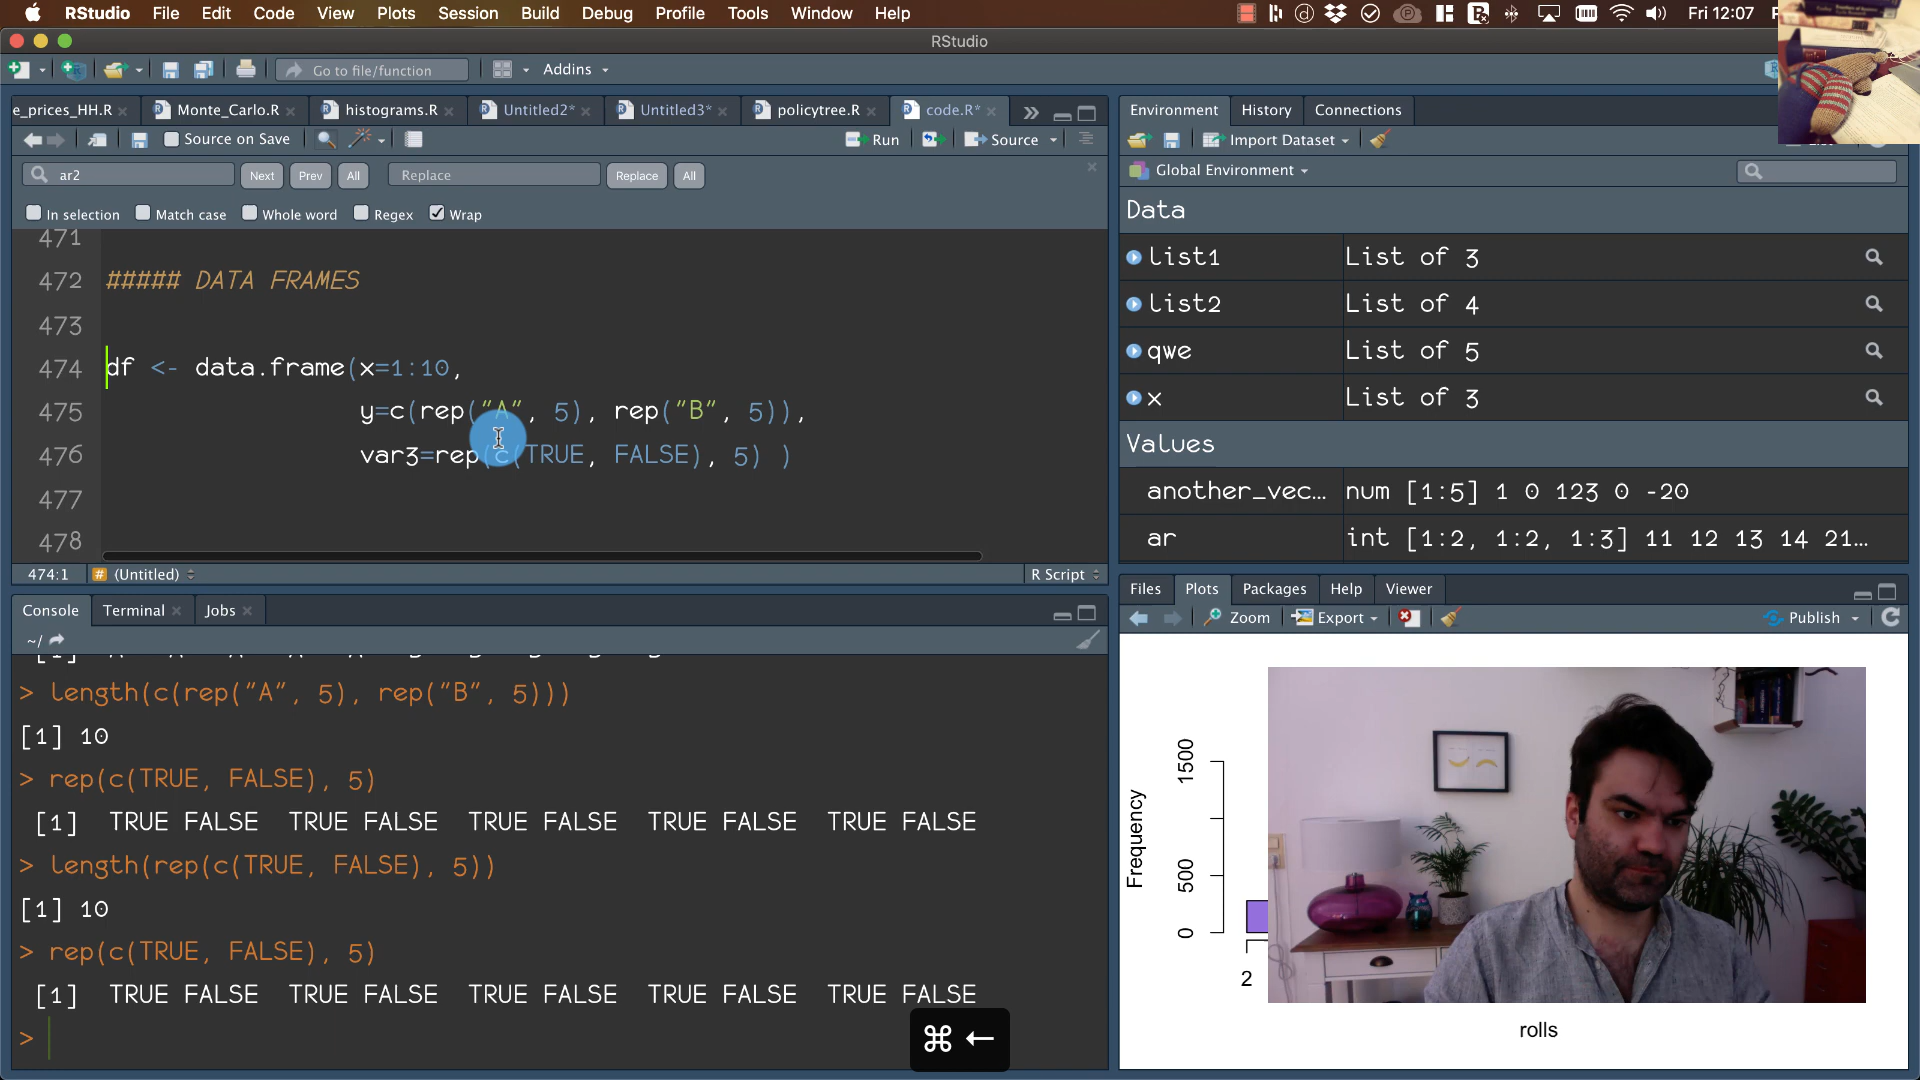 RStudio File Edit Code View Plots Session Build Debug Profile Tools Window Help Fri 12:07
RStudio
Go to file/function Addins
e_prices_HH.R Monte_Carlo.R histograms.R Untitled2* Untitled3* policytree.R code.R*
Source on Save Run Source
ar2 Next Prev All Replace Replace All
In selection Match case Whole word Regex Wrap
471
472 ##### DATA FRAMES
473
474 df <- data.frame(x=1:10,
475 y=c(rep("A", 5), rep("B", 5)),
476 var3=rep(c(TRUE, FALSE), 5) )
477
478
474:1 # (Untitled) R Script
Console Terminal Jobs
~/
> length(c(rep("A", 5), rep("B", 5)))
[1] 10
> rep(c(TRUE, FALSE), 5)
[1] TRUE FALSE TRUE FALSE TRUE FALSE TRUE FALSE TRUE FALSE
> length(rep(c(TRUE, FALSE), 5))
[1] 10
> rep(c(TRUE, FALSE), 5)
[1] TRUE FALSE TRUE FALSE TRUE FALSE TRUE FALSE TRUE FALSE
>
⌘ ←
Environment History Connections
Import Dataset
Global Environment
Data
list1 List of 3
list2 List of 4
qwe List of 5
x List of 3
Values
another_vec... num [1:5] 1 0 123 0 -20
ar int [1:2, 1:2, 1:3] 11 12 13 14 21...
Files Plots Packages Help Viewer
Zoom Export Publish
Frequency
1500
500
0
2
rolls